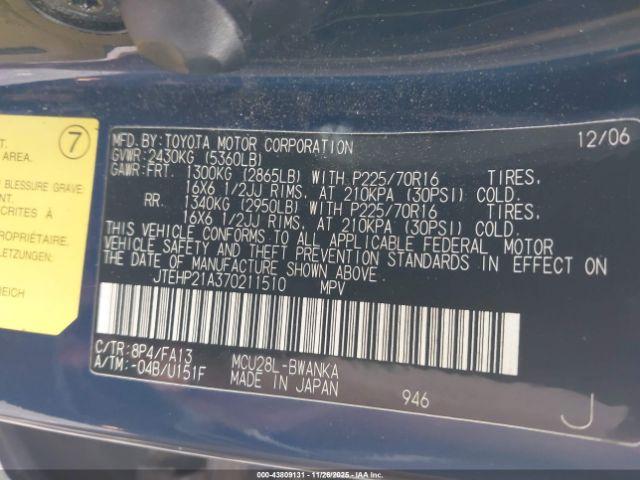 7
T.
AREA.
BLESSURE GRAVE
NT.
CRITES À
PROPRIÉTAIRE.
LEZUNGEN:
REICH
MFD.BY:TOYOTA MOTOR CORPORATION 12/06
GVWR:2430KG (5360LB)
GAWR:FRT. 1300KG (2865LB) WITH P225/70R16 TIRES,
16X6 1/2JJ RIMS, AT 210KPA (30PSI) COLD.
RR. 1340KG (2950LB) WITH P225/70R16 TIRES,
16X6 1/2JJ RIMS, AT 210KPA (30PSI) COLD.
THIS VEHICLE CONFORMS TO ALL APPLICABLE FEDERAL MOTOR
VEHICLE SAFETY AND THEFT PREVENTION STANDARDS IN EFFECT ON
THE DATE OF MANUFACTURE SHOWN ABOVE.
JTEHP21A370211510 MPV
C/TR:8P4/FA13 MCU28L-BWANKA
A/TM:-04B/U151F MADE IN JAPAN
946 J
000-43809131 - 11/26/2025 - IAAI.COM